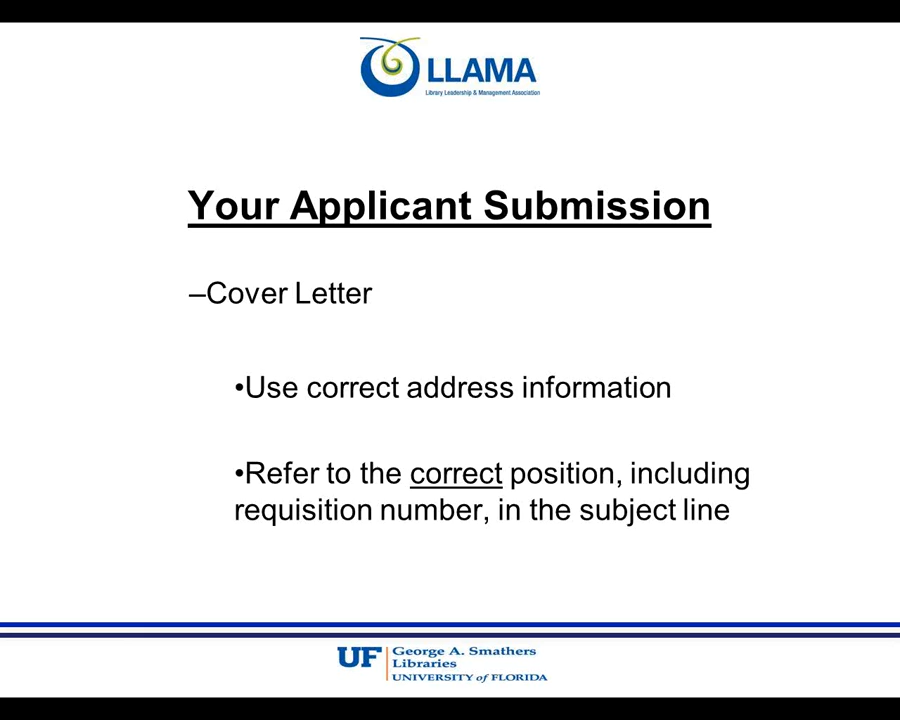 LLAMA
Library Leadership & Management Association
Your Applicant Submission
–Cover Letter
•Use correct address information
•Refer to the correct position, including
requisition number, in the subject line
UF
George A. Smathers
Libraries
UNIVERSITY of FLORIDA